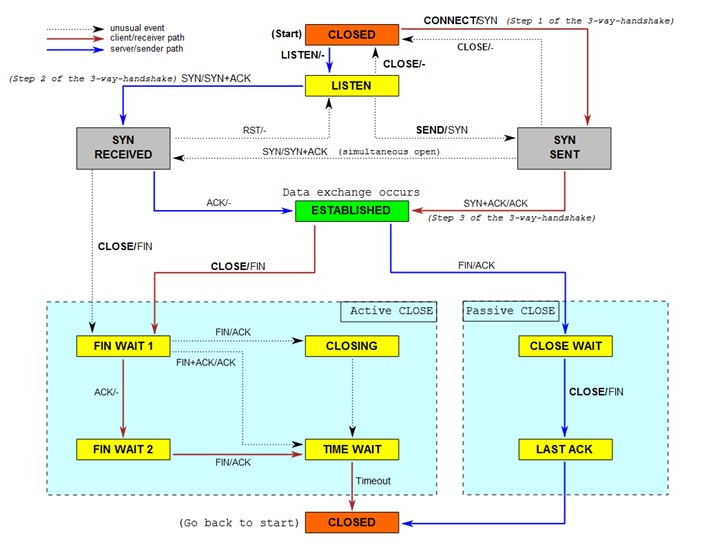 unusual event
client/receiver path
server/sender path
(Start)
CLOSED
CONNECT/SYN (Step 1 of the 3-way-handshake)
CLOSE/-
LISTEN/-
CLOSE/-
(Step 2 of the 3-way-handshake) SYN/SYN+ACK
LISTEN
RST/-
SEND/SYN
SYN
RECEIVED
SYN
SENT
SYN/SYN+ACK (simultaneous open)
Data exchange occurs
ACK/-
ESTABLISHED
SYN+ACK/ACK
(Step 3 of the 3-way-handshake)
CLOSE/FIN
CLOSE/FIN
FIN/ACK
Active CLOSE
Passive CLOSE
FIN/ACK
FIN WAIT 1
CLOSING
CLOSE WAIT
FIN+ACK/ACK
ACK/-
CLOSE/FIN
FIN WAIT 2
TIME WAIT
LAST ACK
FIN/ACK
Timeout
(Go back to start)
CLOSED